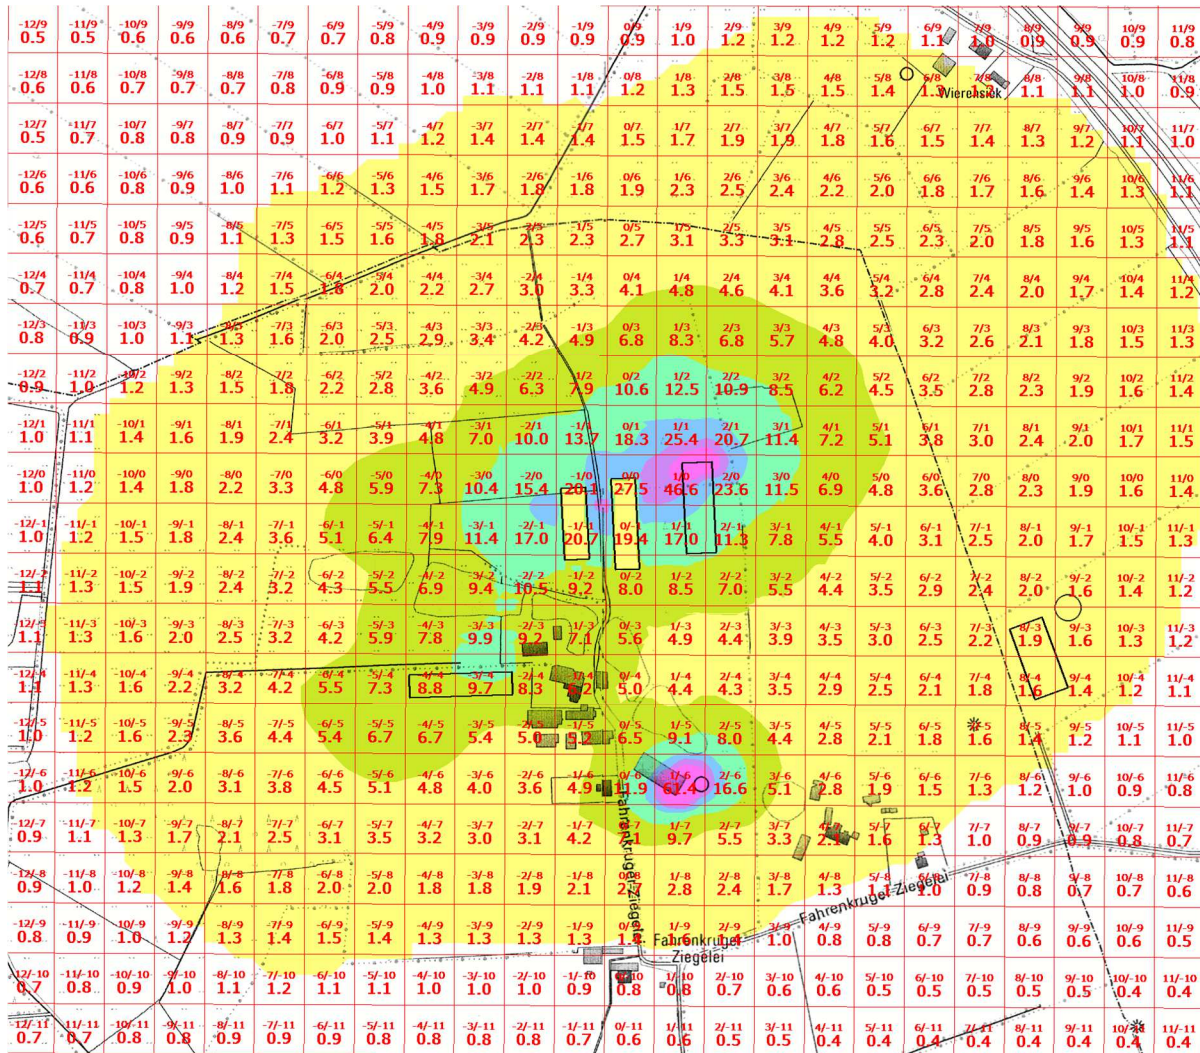 -12/9 -11/9 -10/9 -9/9 -8/9 -7/9 -6/9 -5/9 -4/9 -3/9 -2/9 -1/9 0/9 1/9 2/9 3/9 4/9 5/9 6/9 7/9 8/9 9/9 10/9 11/9
0.5 0.5 0.6 0.6 0.6 0.7 0.7 0.8 0.9 0.9 0.9 0.9 0.9 1.0 1.2 1.2 1.2 1.2 1.1 1.0 0.9 0.9 0.9 0.8
-12/8 -11/8 -10/8 -9/8 -8/8 -7/8 -6/8 -5/8 -4/8 -3/8 -2/8 -1/8 0/8 1/8 2/8 3/8 4/8 5/8 6/8 7/8 8/8 9/8 10/8 11/8
0.6 0.6 0.7 0.7 0.7 0.8 0.9 0.9 1.0 1.1 1.1 1.1 1.2 1.3 1.5 1.5 1.5 1.4 1.3 1.2 1.1 1.1 1.0 0.9
Wierensiek
-12/7 -11/7 -10/7 -9/7 -8/7 -7/7 -6/7 -5/7 -4/7 -3/7 -2/7 -1/7 0/7 1/7 2/7 3/7 4/7 5/7 6/7 7/7 8/7 9/7 10/7 11/7
0.5 0.7 0.8 0.8 0.9 0.9 1.0 1.1 1.2 1.4 1.4 1.4 1.5 1.7 1.9 1.9 1.8 1.6 1.5 1.4 1.3 1.2 1.1 1.0
-12/6 -11/6 -10/6 -9/6 -8/6 -7/6 -6/6 -5/6 -4/6 -3/6 -2/6 -1/6 0/6 1/6 2/6 3/6 4/6 5/6 6/6 7/6 8/6 9/6 10/6 11/6
0.6 0.6 0.8 0.9 1.0 1.1 1.2 1.3 1.5 1.7 1.8 1.8 1.9 2.3 2.5 2.4 2.2 2.0 1.8 1.7 1.6 1.4 1.3 1.1
-12/5 -11/5 -10/5 -9/5 -8/5 -7/5 -6/5 -5/5 -4/5 -3/5 -2/5 -1/5 0/5 1/5 2/5 3/5 4/5 5/5 6/5 7/5 8/5 9/5 10/5 11/5
0.6 0.7 0.8 0.9 1.1 1.3 1.5 1.6 1.8 2.1 2.3 2.3 2.7 3.1 3.3 3.1 2.8 2.5 2.3 2.0 1.8 1.6 1.3 1.1
-12/4 -11/4 -10/4 -9/4 -8/4 -7/4 -6/4 -5/4 -4/4 -3/4 -2/4 -1/4 0/4 1/4 2/4 3/4 4/4 5/4 6/4 7/4 8/4 9/4 10/4 11/4
0.7 0.7 0.8 1.0 1.2 1.5 1.8 2.0 2.2 2.7 3.0 3.3 4.1 4.8 4.6 4.1 3.6 3.2 2.8 2.4 2.0 1.7 1.4 1.2
-12/3 -11/3 -10/3 -9/3 -8/3 -7/3 -6/3 -5/3 -4/3 -3/3 -2/3 -1/3 0/3 1/3 2/3 3/3 4/3 5/3 6/3 7/3 8/3 9/3 10/3 11/3
0.8 0.9 1.0 1.1 1.3 1.6 2.0 2.5 2.9 3.4 4.2 4.9 6.8 8.3 6.8 5.7 4.8 4.0 3.2 2.6 2.1 1.8 1.5 1.3
-12/2 -11/2 -10/2 -9/2 -8/2 -7/2 -6/2 -5/2 -4/2 -3/2 -2/2 -1/2 0/2 1/2 2/2 3/2 4/2 5/2 6/2 7/2 8/2 9/2 10/2 11/2
0.9 1.0 1.2 1.3 1.5 1.8 2.2 2.8 3.6 4.9 6.3 7.9 10.6 12.5 10.9 8.5 6.2 4.5 3.5 2.8 2.3 1.9 1.6 1.4
-12/1 -11/1 -10/1 -9/1 -8/1 -7/1 -6/1 -5/1 -4/1 -3/1 -2/1 -1/1 0/1 1/1 2/1 3/1 4/1 5/1 6/1 7/1 8/1 9/1 10/1 11/1
1.0 1.1 1.4 1.6 1.9 2.4 3.2 3.9 4.8 7.0 10.0 13.7 18.3 25.4 20.7 11.4 7.2 5.1 3.8 3.0 2.4 2.0 1.7 1.5
-12/0 -11/0 -10/0 -9/0 -8/0 -7/0 -6/0 -5/0 -4/0 -3/0 -2/0 -1/0 0/0 1/0 2/0 3/0 4/0 5/0 6/0 7/0 8/0 9/0 10/0 11/0
1.0 1.2 1.4 1.8 2.2 3.3 4.8 5.9 7.3 10.4 15.4 20.1 27.5 46.6 23.6 11.5 6.9 4.8 3.6 2.8 2.3 1.9 1.6 1.4
-12/-1 -11/-1 -10/-1 -9/-1 -8/-1 -7/-1 -6/-1 -5/-1 -4/-1 -3/-1 -2/-1 -1/-1 0/-1 1/-1 2/-1 3/-1 4/-1 5/-1 6/-1 7/-1 8/-1 9/-1 10/-1 11/-1
1.0 1.2 1.5 1.8 2.4 3.6 5.1 6.4 7.9 11.4 17.0 20.7 19.4 17.0 11.3 7.8 5.5 4.0 3.1 2.5 2.0 1.7 1.5 1.3
-12/-2 -11/-2 -10/-2 -9/-2 -8/-2 -7/-2 -6/-2 -5/-2 -4/-2 -3/-2 -2/-2 -1/-2 0/-2 1/-2 2/-2 3/-2 4/-2 5/-2 6/-2 7/-2 8/-2 9/-2 10/-2 11/-2
1.1 1.3 1.5 1.9 2.4 3.2 4.3 5.5 6.9 9.4 10.5 9.2 8.0 8.5 7.0 5.5 4.4 3.5 2.9 2.4 2.0 1.6 1.4 1.2
-12/-3 -11/-3 -10/-3 -9/-3 -8/-3 -7/-3 -6/-3 -5/-3 -4/-3 -3/-3 -2/-3 -1/-3 0/-3 1/-3 2/-3 3/-3 4/-3 5/-3 6/-3 7/-3 8/-3 9/-3 10/-3 11/-3
1.1 1.3 1.6 2.0 2.5 3.2 4.2 5.9 7.8 9.9 9.2 7.1 5.6 4.9 4.4 3.9 3.5 3.0 2.5 2.2 1.9 1.6 1.3 1.2
-12/-4 -11/-4 -10/-4 -9/-4 -8/-4 -7/-4 -6/-4 -5/-4 -4/-4 -3/-4 -2/-4 -1/-4 0/-4 1/-4 2/-4 3/-4 4/-4 5/-4 6/-4 7/-4 8/-4 9/-4 10/-4 11/-4
1.1 1.3 1.6 2.2 3.2 4.2 5.5 7.3 8.8 9.7 8.3 5.0 4.4 4.3 3.5 2.9 2.5 2.1 1.8 1.6 1.4 1.2 1.1
-12/-5 -11/-5 -10/-5 -9/-5 -8/-5 -7/-5 -6/-5 -5/-5 -4/-5 -3/-5 -2/-5 -1/-5 0/-5 1/-5 2/-5 3/-5 4/-5 5/-5 6/-5 7/-5 8/-5 9/-5 10/-5 11/-5
1.0 1.2 1.6 2.3 3.6 4.4 5.4 6.7 6.7 5.4 5.0 5.2 6.5 9.1 8.0 4.4 2.8 2.1 1.8 1.6 1.4 1.2 1.1 1.0
-12/-6 -11/-6 -10/-6 -9/-6 -8/-6 -7/-6 -6/-6 -5/-6 -4/-6 -3/-6 -2/-6 -1/-6 0/-6 1/-6 2/-6 3/-6 4/-6 5/-6 6/-6 7/-6 8/-6 9/-6 10/-6 11/-6
1.0 1.2 1.5 2.0 3.1 3.8 4.5 5.1 4.8 4.0 3.6 4.9 11.9 61.4 16.6 5.1 2.8 1.9 1.5 1.3 1.2 1.0 0.9 0.8
-12/-7 -11/-7 -10/-7 -9/-7 -8/-7 -7/-7 -6/-7 -5/-7 -4/-7 -3/-7 -2/-7 -1/-7 0/-7 1/-7 2/-7 3/-7 4/-7 5/-7 6/-7 7/-7 8/-7 9/-7 10/-7 11/-7
0.9 1.1 1.3 1.7 2.1 2.5 3.1 3.5 3.2 3.0 3.1 4.2 9.7 5.5 3.3 2.1 1.6 1.3 1.0 0.9 0.9 0.8 0.7
Fahrenkruger-Ziegelei
-12/-8 -11/-8 -10/-8 -9/-8 -8/-8 -7/-8 -6/-8 -5/-8 -4/-8 -3/-8 -2/-8 -1/-8 0/-8 1/-8 2/-8 3/-8 4/-8 5/-8 6/-8 7/-8 8/-8 9/-8 10/-8 11/-8
0.9 1.0 1.2 1.4 1.6 1.8 2.0 2.0 1.8 1.8 1.9 2.1 2.8 2.4 1.7 1.3 1.1 1.0 0.9 0.8 0.7 0.7 0.6
Fahrenkruger-Ziegelei
-12/-9 -11/-9 -10/-9 -9/-9 -8/-9 -7/-9 -6/-9 -5/-9 -4/-9 -3/-9 -2/-9 -1/-9 0/-9 1/-9 2/-9 3/-9 4/-9 5/-9 6/-9 7/-9 8/-9 9/-9 10/-9 11/-9
0.8 0.9 1.0 1.2 1.3 1.4 1.5 1.4 1.3 1.3 1.3 1.3 1.4 1.6 1.4 1.0 0.8 0.8 0.7 0.7 0.6 0.6 0.6 0.5
Fahrenkruger
Ziegelei
-12/-10 -11/-10 -10/-10 -9/-10 -8/-10 -7/-10 -6/-10 -5/-10 -4/-10 -3/-10 -2/-10 -1/-10 0/-10 1/-10 2/-10 3/-10 4/-10 5/-10 6/-10 7/-10 8/-10 9/-10 10/-10 11/-10
0.7 0.8 0.9 1.0 1.1 1.2 1.1 1.1 1.0 1.0 1.0 0.9 0.8 0.8 0.7 0.6 0.6 0.5 0.5 0.5 0.5 0.5 0.4 0.4
-12/-11 -11/-11 -10/-11 -9/-11 -8/-11 -7/-11 -6/-11 -5/-11 -4/-11 -3/-11 -2/-11 -1/-11 0/-11 1/-11 2/-11 3/-11 4/-11 5/-11 6/-11 7/-11 8/-11 9/-11 10/-11 11/-11
0.7 0.7 0.8 0.8 0.9 0.9 0.9 0.8 0.8 0.8 0.8 0.7 0.6 0.6 0.5 0.5 0.4 0.4 0.4 0.4 0.4 0.4 0.4 0.4